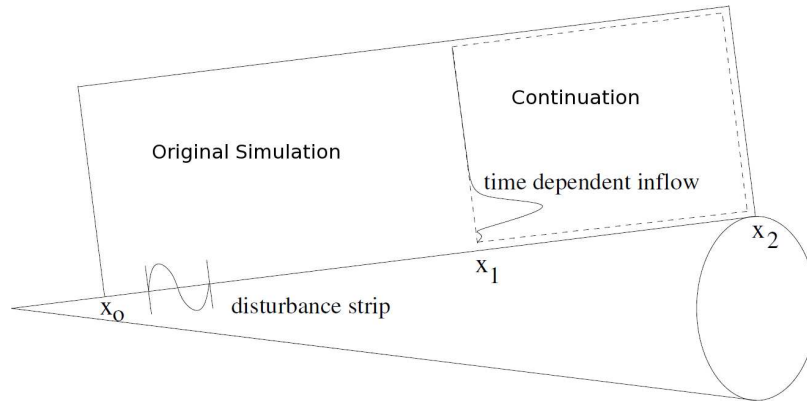 Continuation
Original Simulation
time dependent inflow
x2
x1
xo
disturbance strip